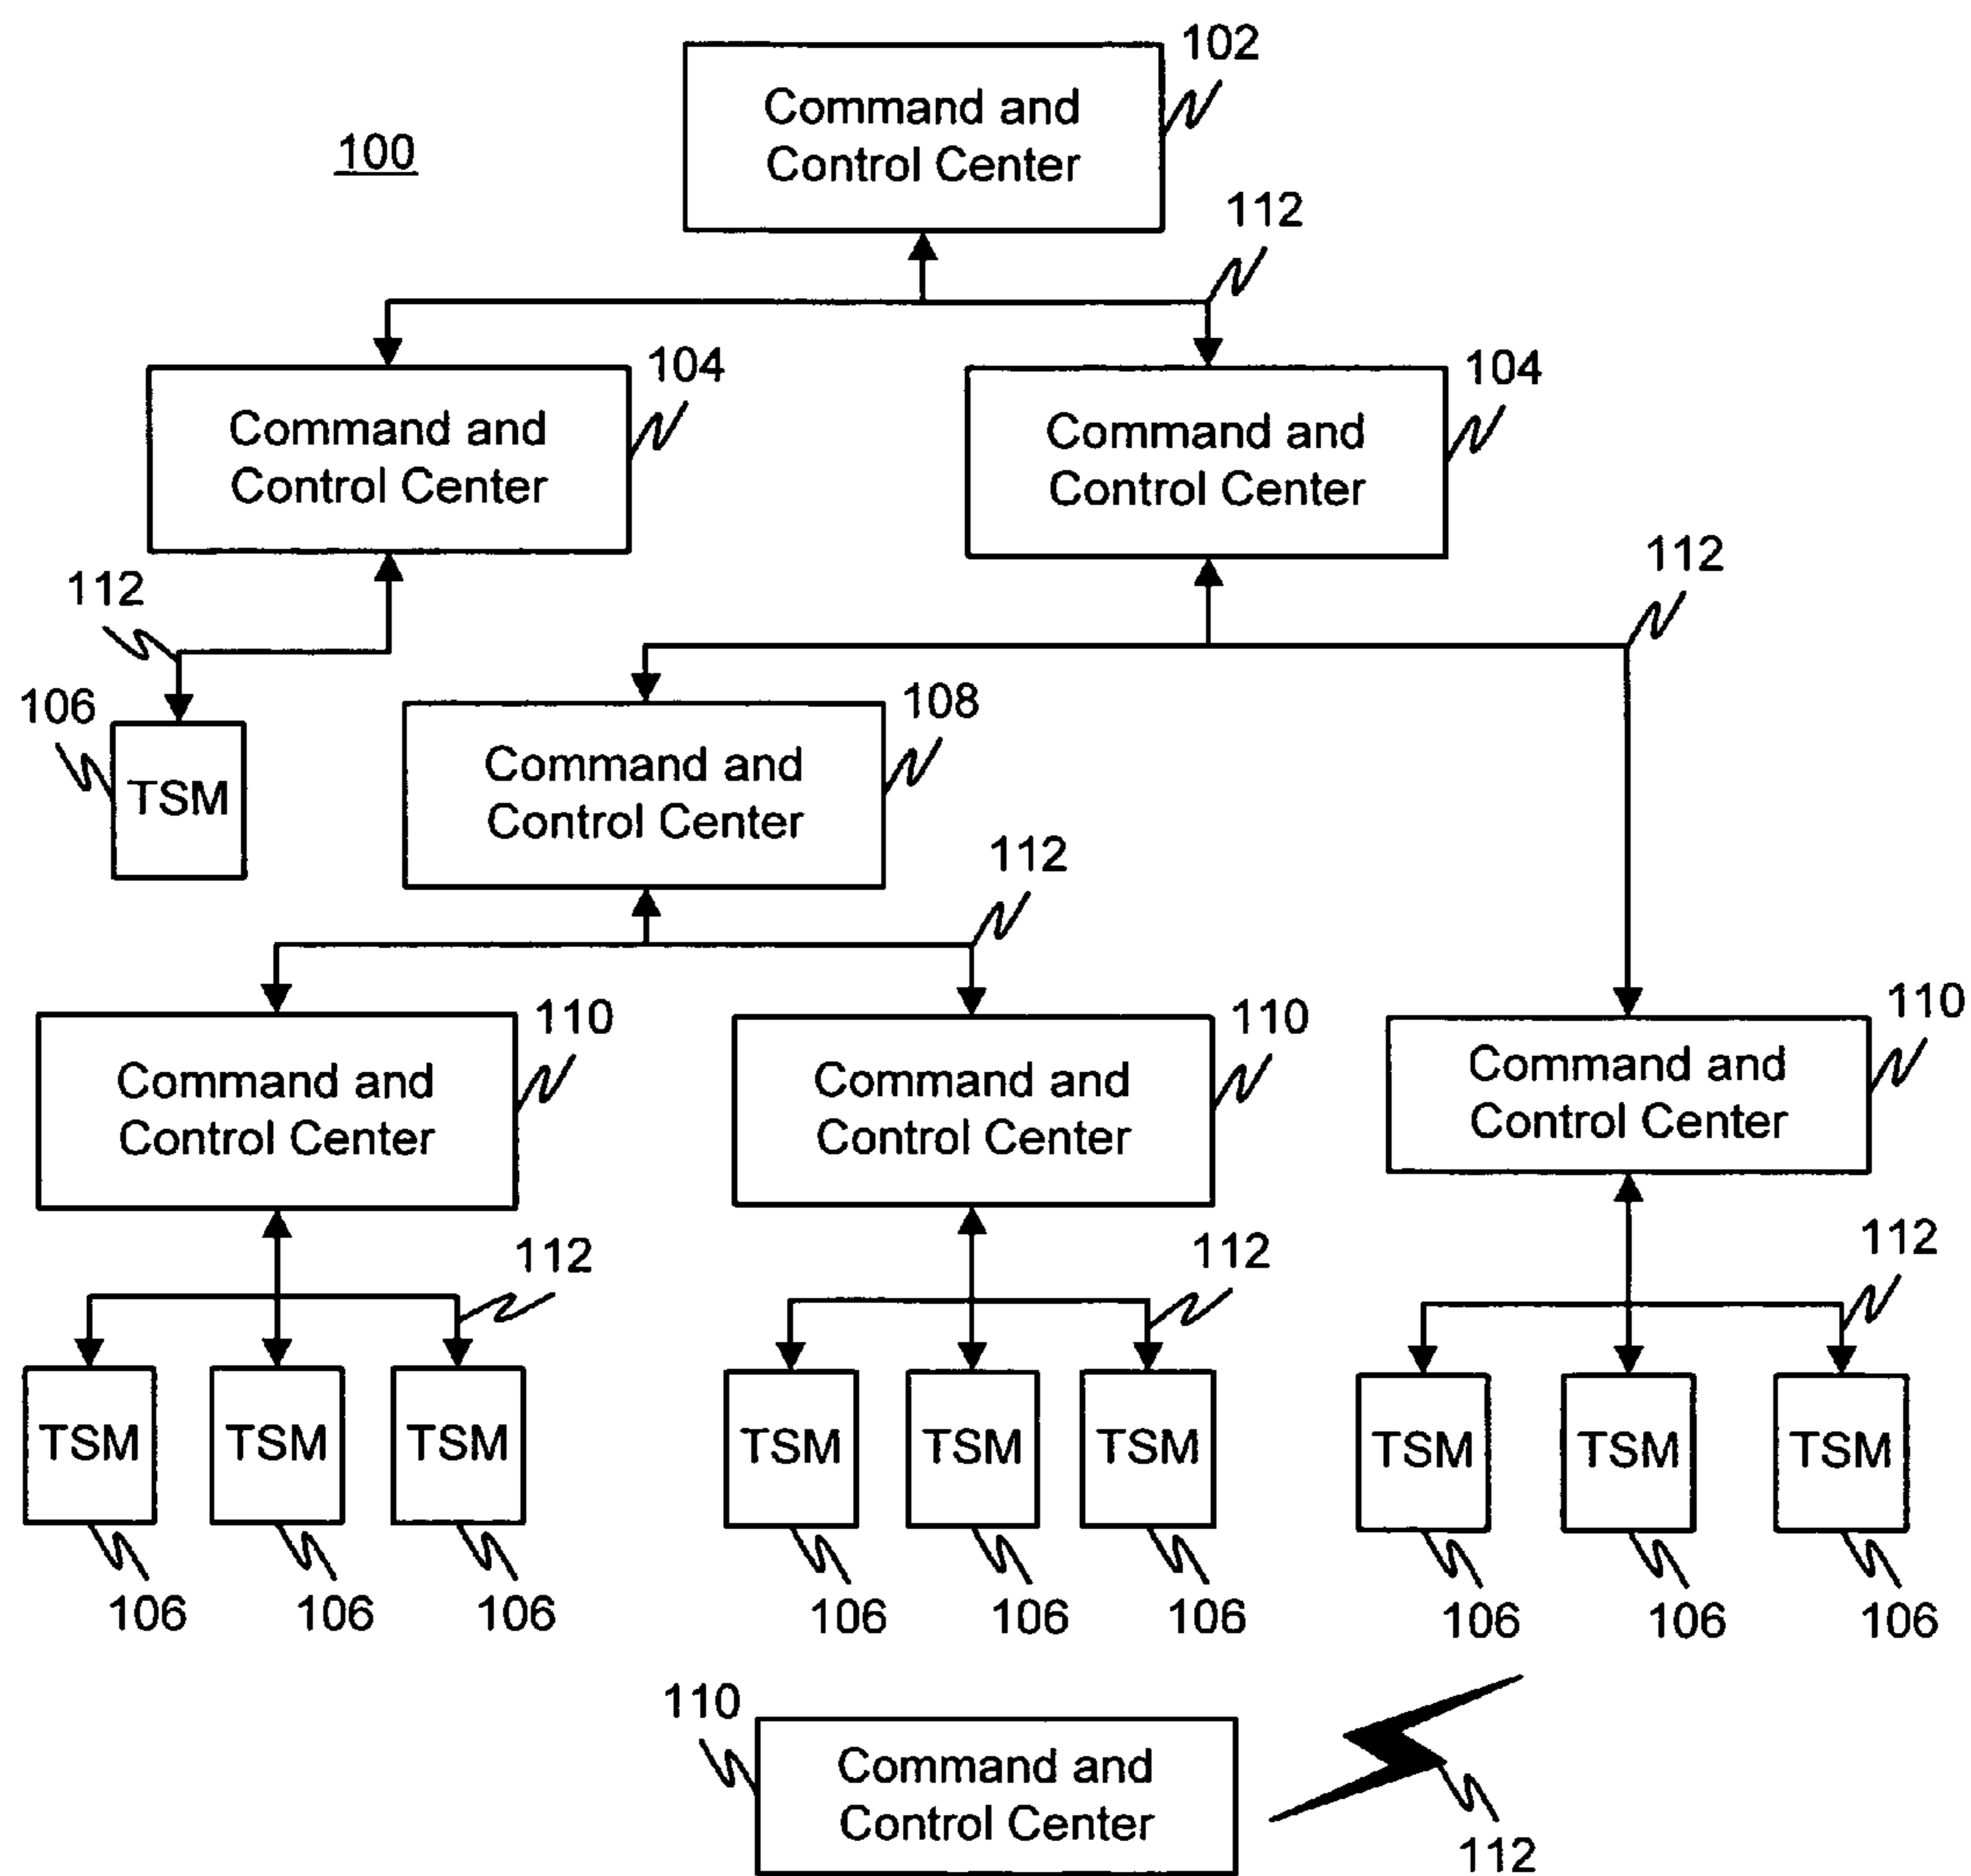 102
Command and
Control Center
100
112
104
104
Command and
Control Center
Command and
Control Center
112
112
106
108
TSM
Command and
Control Center
112
110
110
110
Command and
Control Center
Command and
Control Center
Command and
Control Center
112
112
112
TSM
TSM
TSM
TSM
TSM
TSM
TSM
TSM
TSM
106
106
106
106
106
106
106
106
106
110
Command and
Control Center
112